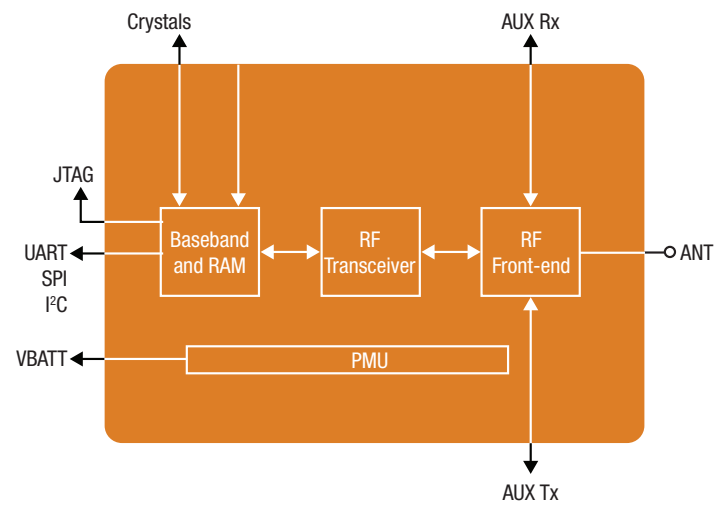 Crystals
AUX Rx
JTAG
Baseband
and RAM
RF
Transceiver
RF
Front-end
UART
SPI
I²C
ANT
VBATT
PMU
AUX Tx